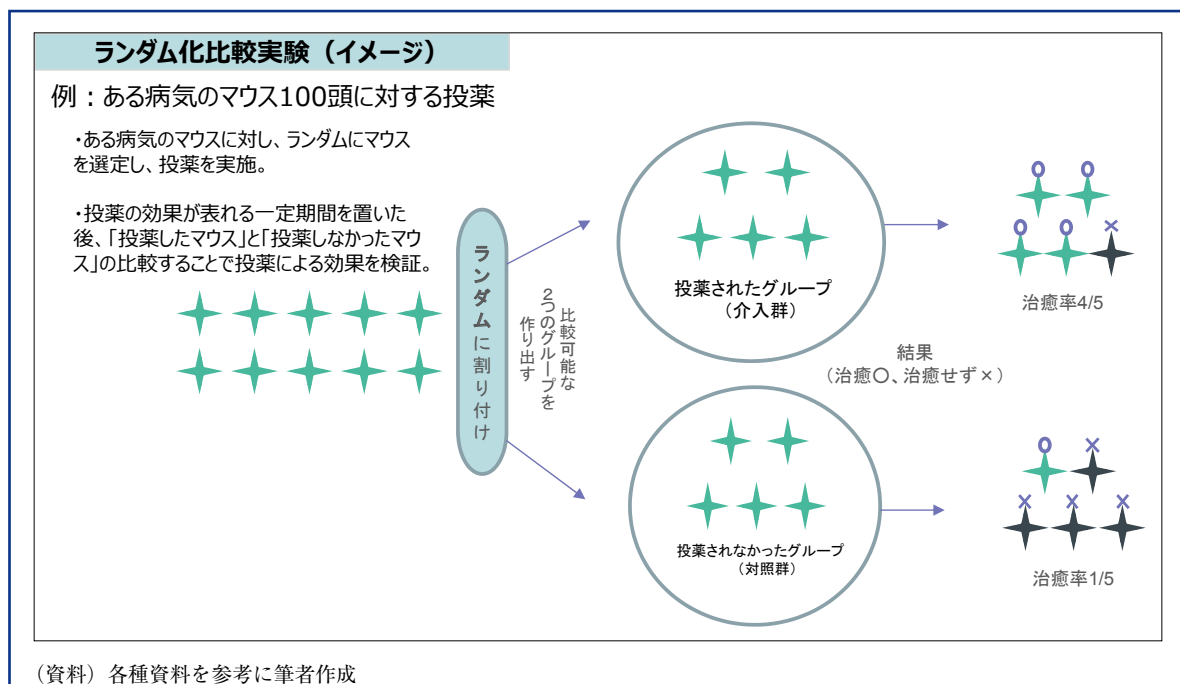 ランダム化比較実験（イメージ）
例：ある病気のマウス100頭に対する投薬
・ある病気のマウスに対し、ランダムにマウス
を選定し、投薬を実施。
・投薬の効果が表れる一定期間を置いた
後、「投薬したマウス」と「投薬しなかったマウ
ス」の比較することで投薬による効果を検証。
ランダムに割り付け
比較可能な
2つのグループを
作り出す
投薬されたグループ
（介入群）
治癒率4/5
結果
（治癒〇、治癒せず×）
投薬されなかったグループ
（対照群）
治癒率1/5
（資料）各種資料を参考に筆者作成